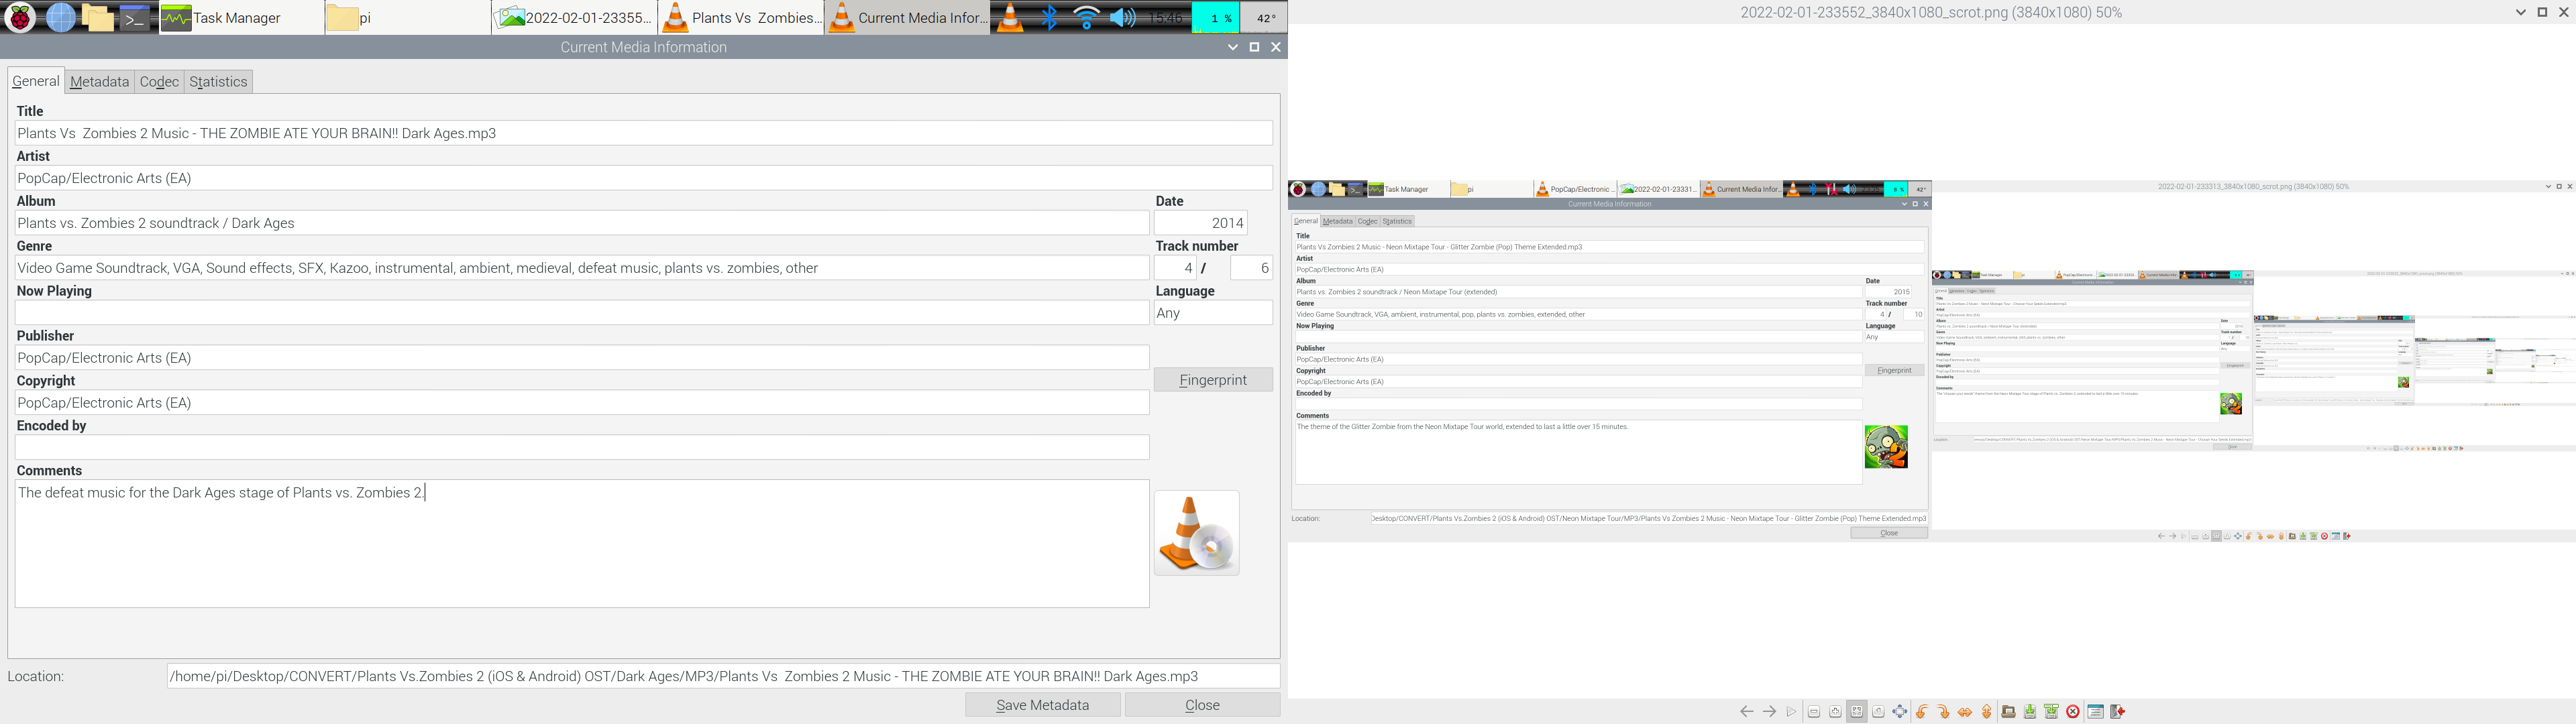 Task Manager
pi
2022-02-01-23355...
Plants Vs  Zombies...
Current Media Infor...
15:46
1 %
42°
Current Media Information
General
Metadata
Codec
Statistics
Title
Plants Vs  Zombies 2 Music - THE ZOMBIE ATE YOUR BRAIN!! Dark Ages.mp3
Artist
PopCap/Electronic Arts (EA)
Album
Date
Plants vs. Zombies 2 soundtrack / Dark Ages
2014
Genre
Track number
Video Game Soundtrack, VGA, Sound effects, SFX, Kazoo, instrumental, ambient, medieval, defeat music, plants vs. zombies, other
4 / 6
Now Playing
Language
Any
Publisher
PopCap/Electronic Arts (EA)
Copyright
Fingerprint
PopCap/Electronic Arts (EA)
Encoded by
Comments
The defeat music for the Dark Ages stage of Plants vs. Zombies 2.
Location:
/home/pi/Desktop/CONVERT/Plants Vs.Zombies 2 (iOS & Android) OST/Dark Ages/MP3/Plants Vs  Zombies 2 Music - THE ZOMBIE ATE YOUR BRAIN!! Dark Ages.mp3
Save Metadata
Close
2022-02-01-233552_3840x1080_scrot.png (3840x1080) 50%
Task Manager
pi
PopCap/Electronic ...
2022-02-01-23331...
Current Media Infor...
8 %
42°
Current Media Information
2022-02-01-233313_3840x1080_scrot.png (3840x1080) 50%
General
Metadata
Codec
Statistics
Title
Plants Vs Zombies 2 Music - Neon Mixtape Tour - Glitter Zombie (Pop) Theme Extended.mp3
Artist
PopCap/Electronic Arts (EA)
Album
Date
Plants vs. Zombies 2 soundtrack / Neon Mixtape Tour (extended)
2015
Genre
Track number
Video Game Soundtrack, VGA, ambient, instrumental, pop, plants vs. zombies, extended, other
4 / 10
Now Playing
Language
Any
Publisher
PopCap/Electronic Arts (EA)
Copyright
Fingerprint
PopCap/Electronic Arts (EA)
Encoded by
Comments
The theme of the Glitter Zombie from the Neon Mixtape Tour world, extended to last a little over 15 minutes.
Location:
Desktop/CONVERT/Plants Vs.Zombies 2 (iOS & Android) OST/Neon Mixtape Tour/MP3/Plants Vs Zombies 2 Music - Neon Mixtape Tour - Glitter Zombie (Pop) Theme Extended.mp3
Close